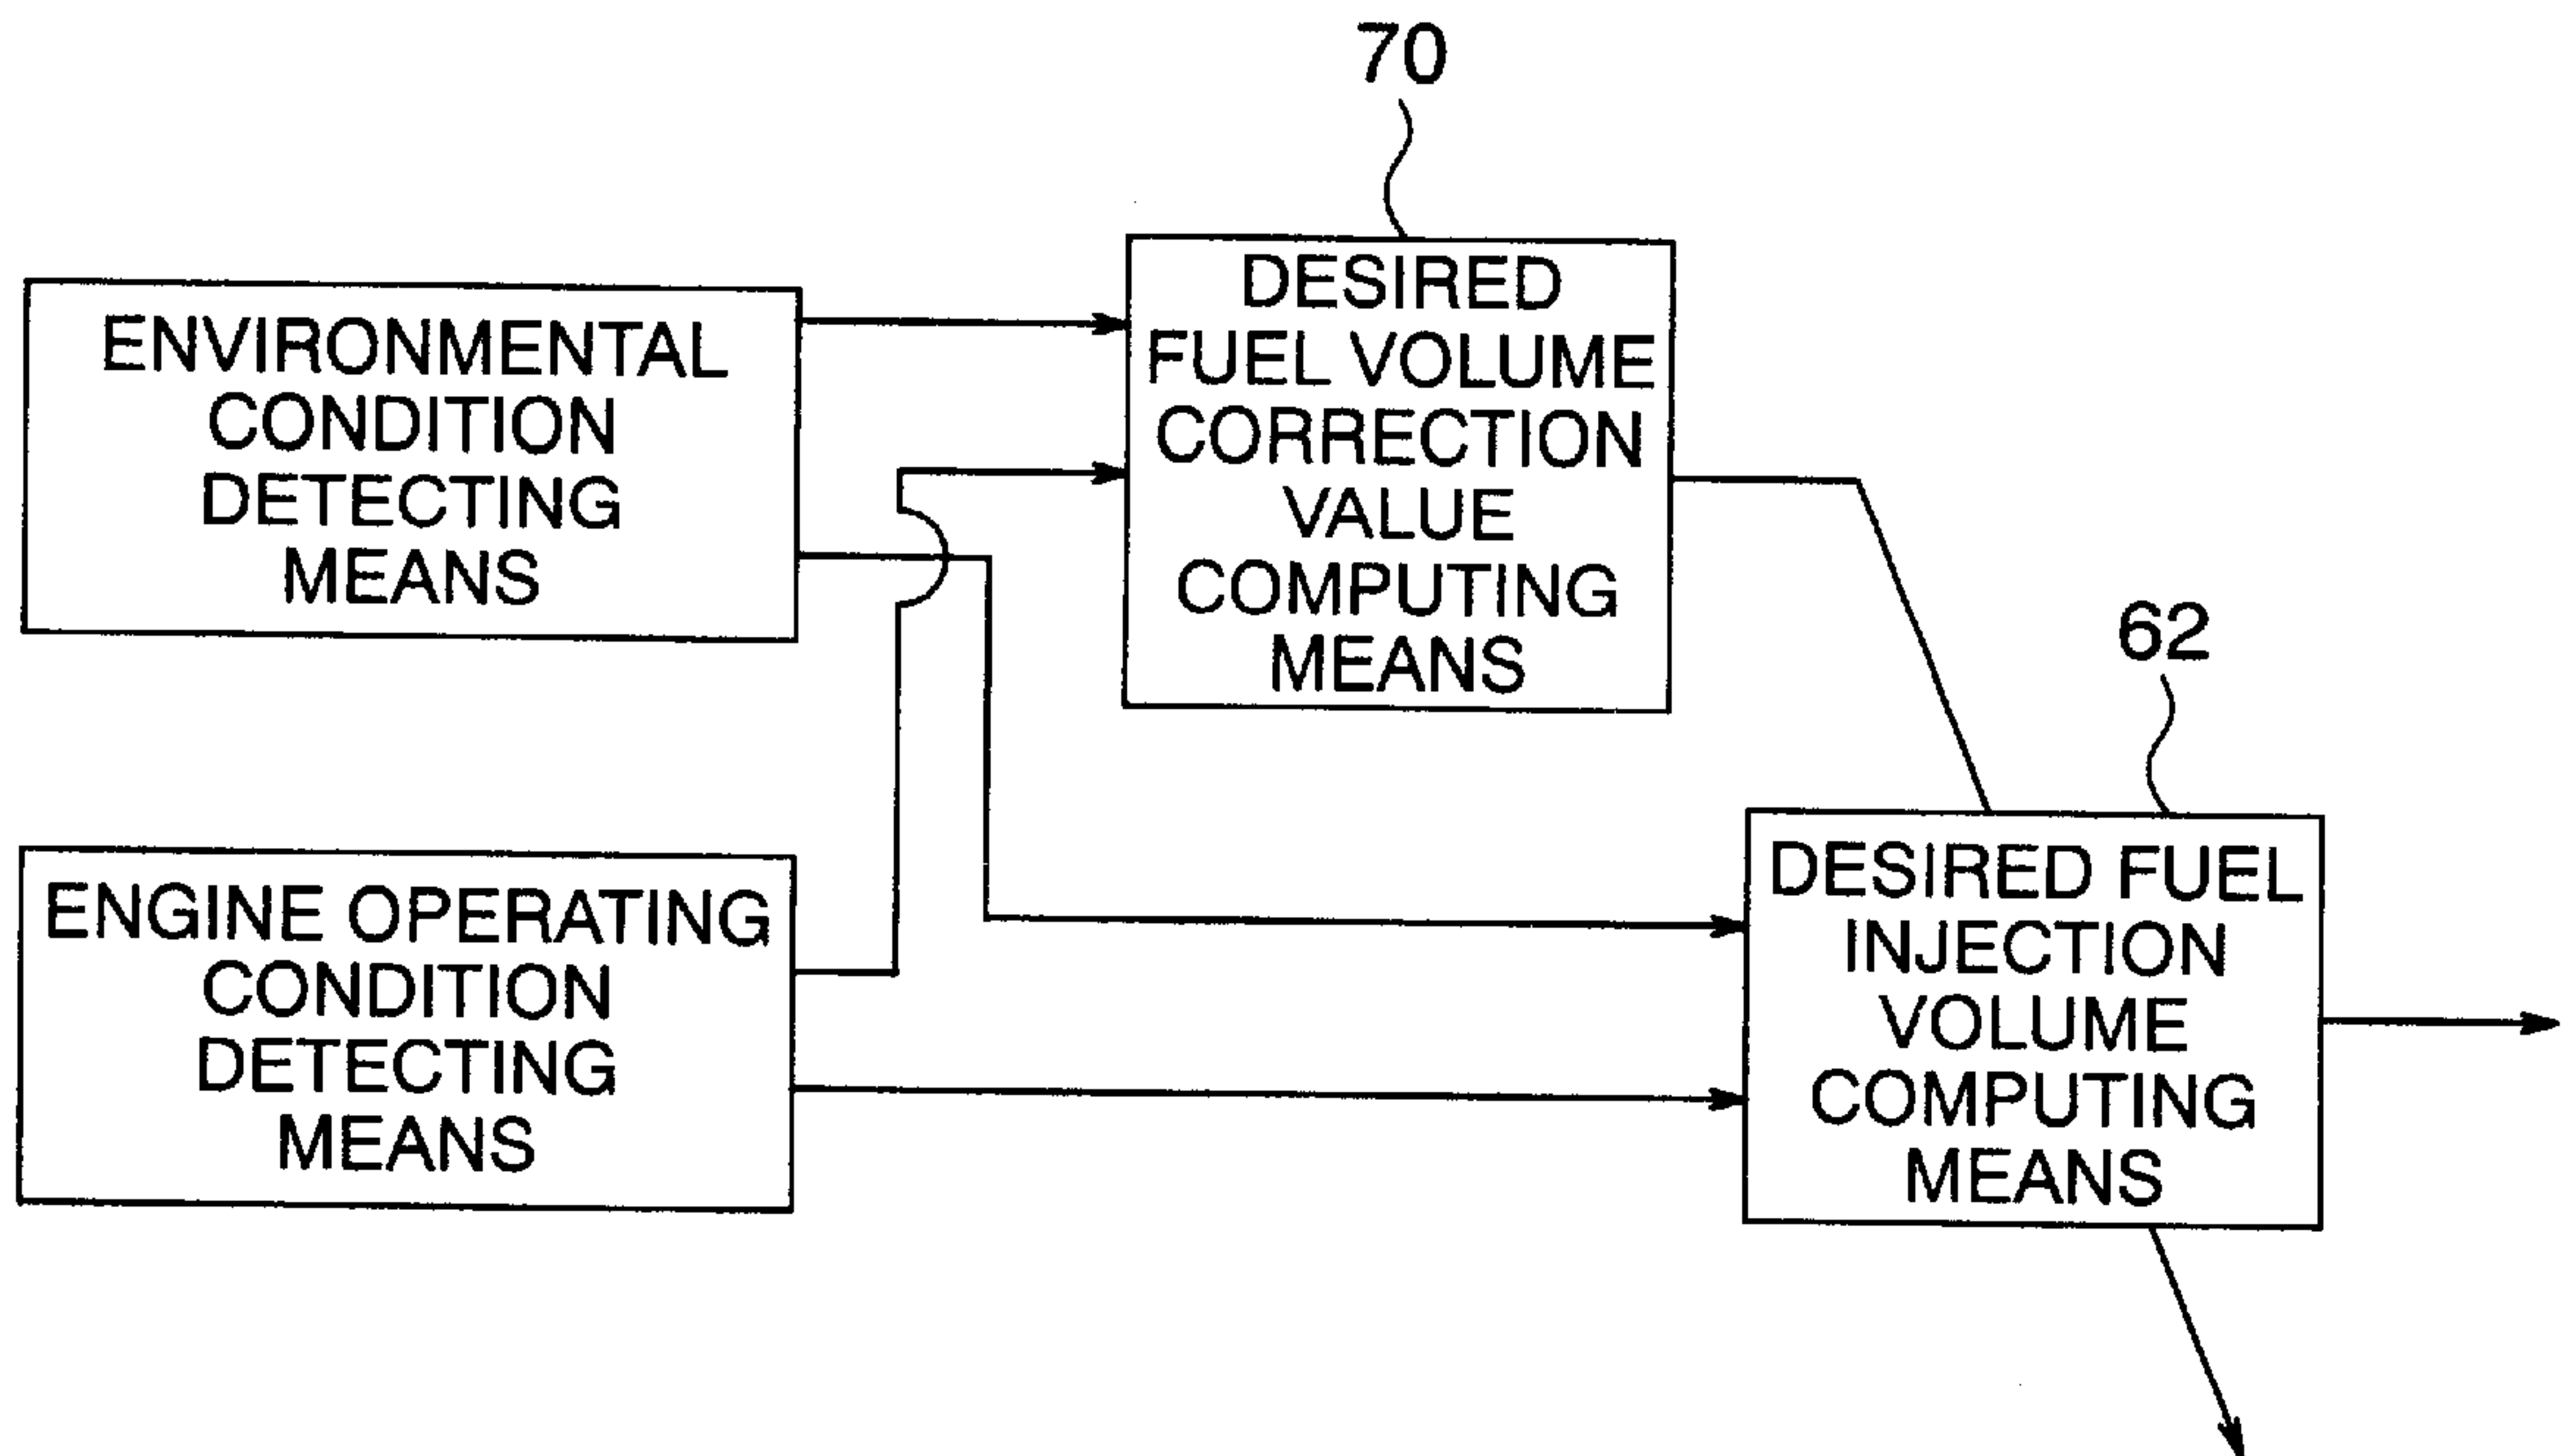 70
ENVIRONMENTAL
CONDITION
DETECTING
MEANS
DESIRED
FUEL VOLUME
CORRECTION
VALUE
COMPUTING
MEANS
62
ENGINE OPERATING
CONDITION
DETECTING
MEANS
DESIRED FUEL
INJECTION
VOLUME
COMPUTING
MEANS